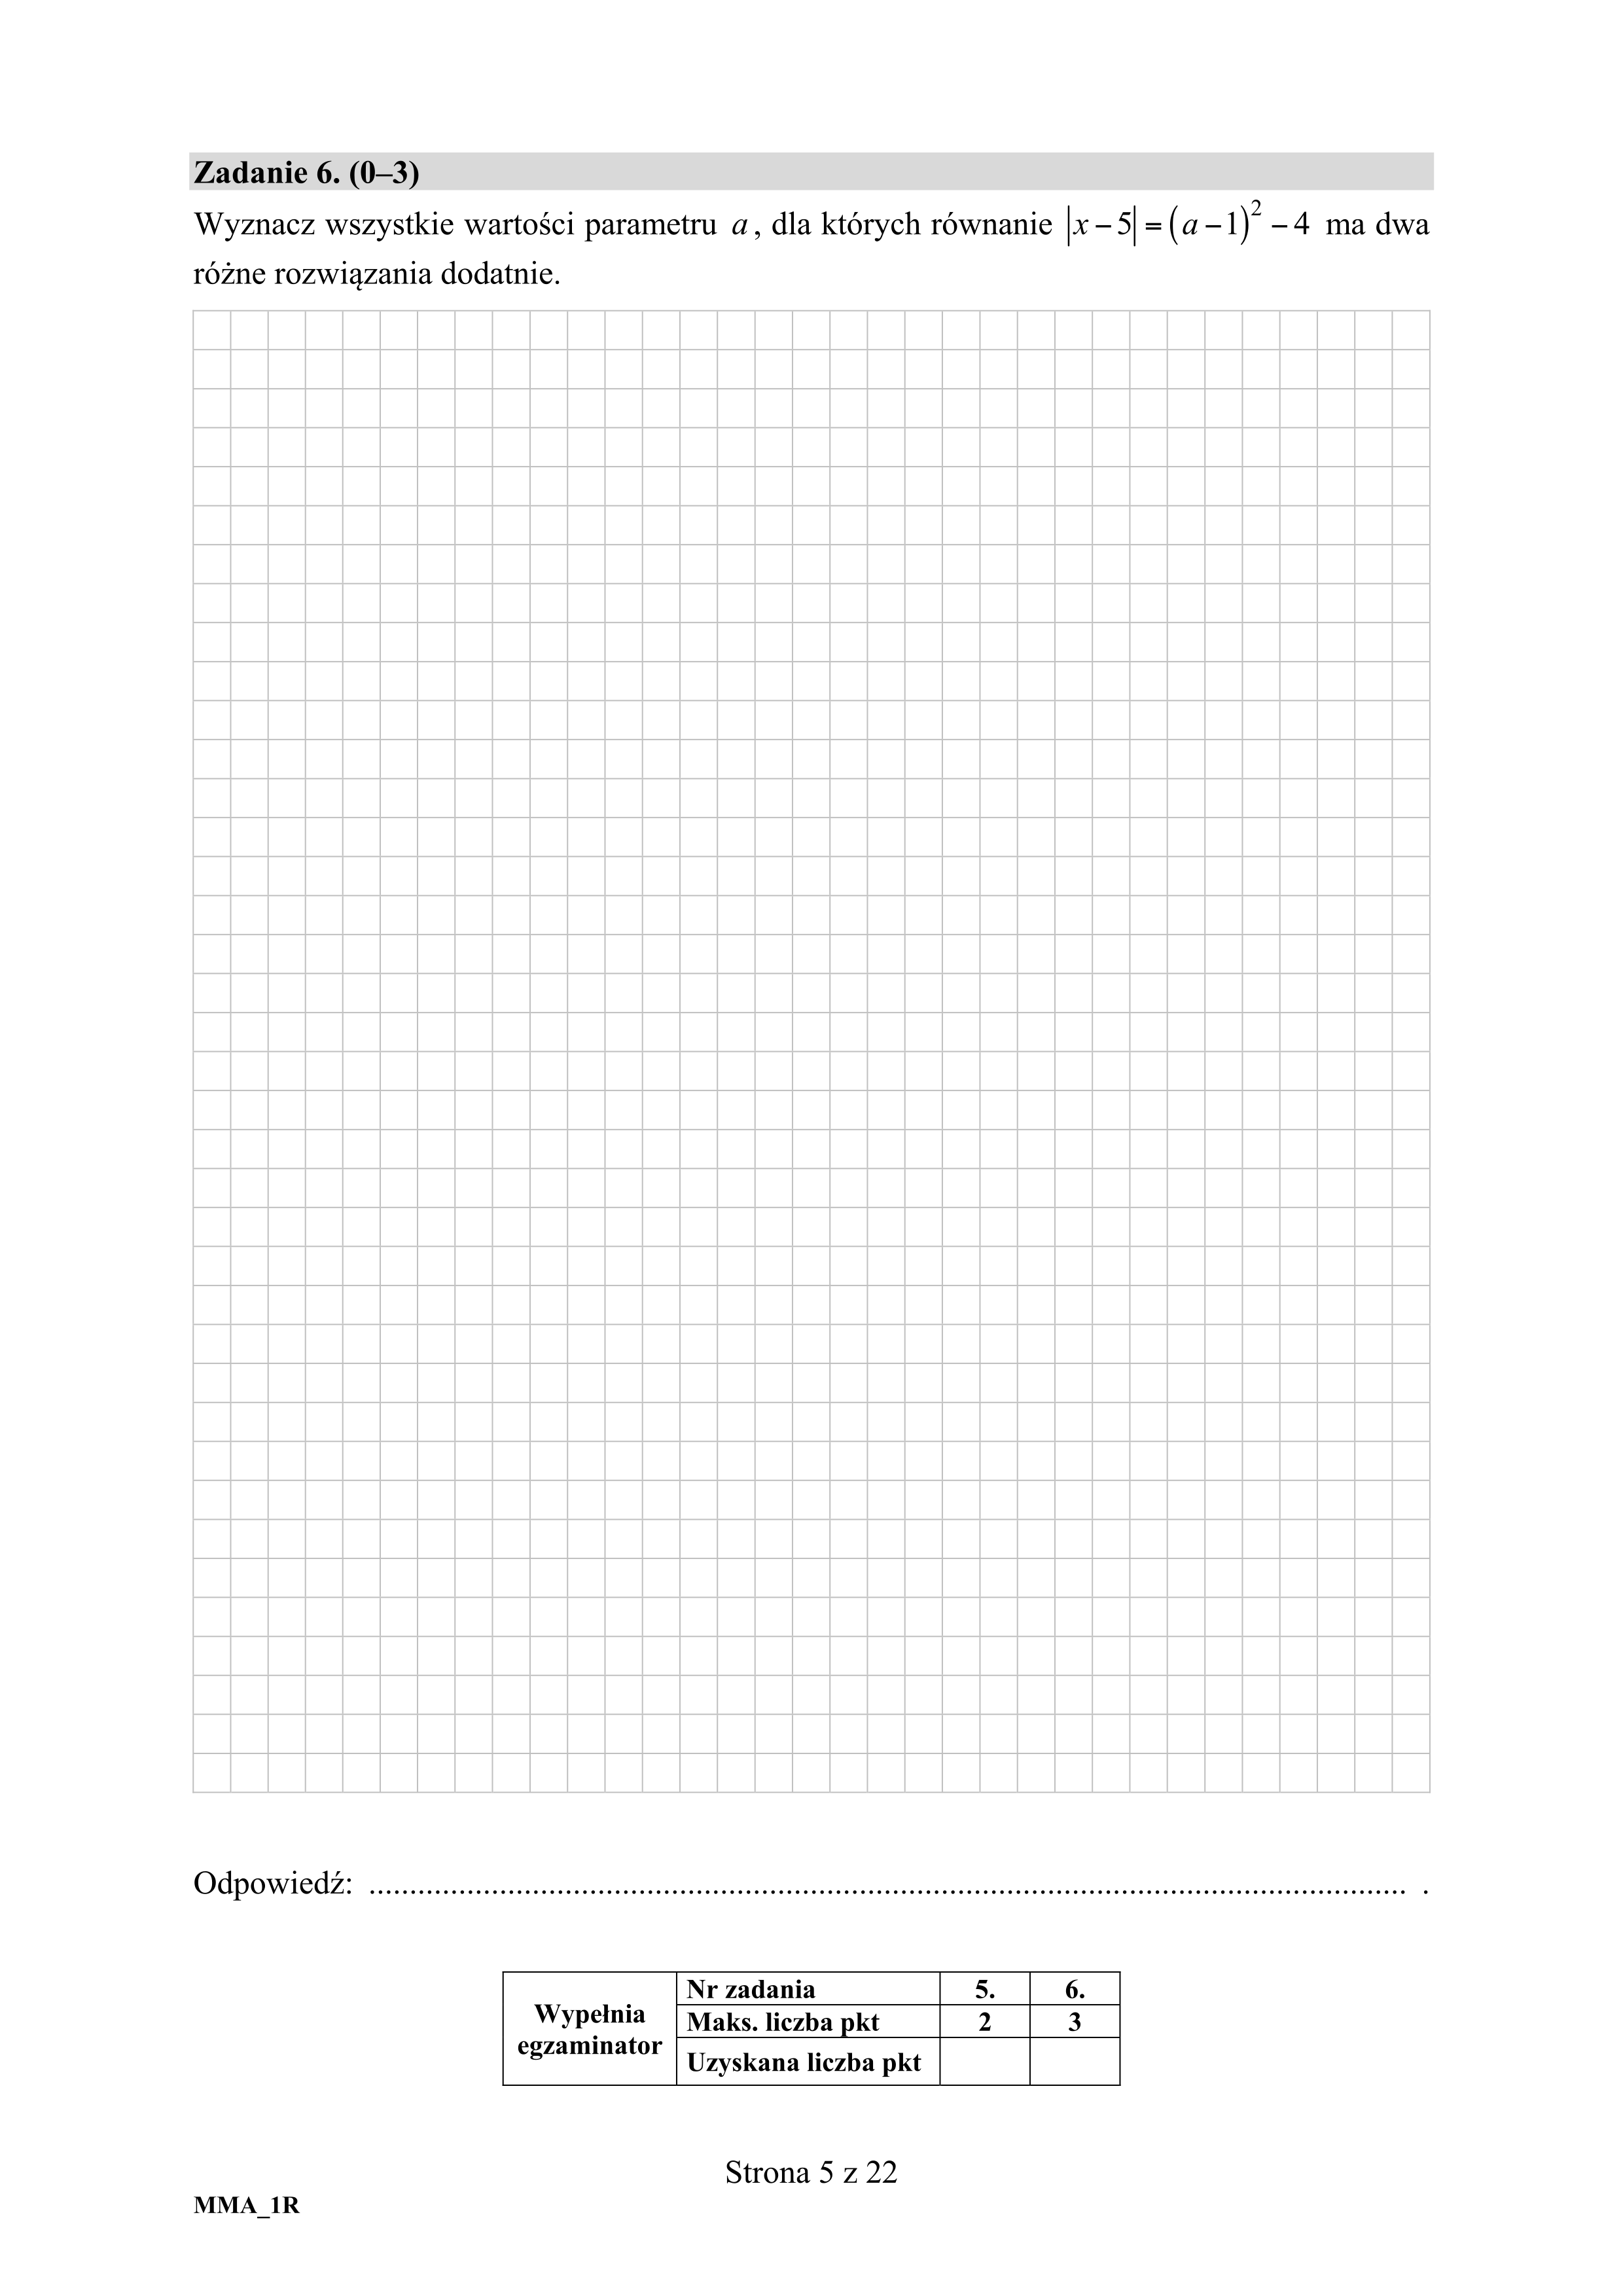 Zadanie 6. (0–3)
Wyznacz wszystkie wartości parametru a, dla których równanie |x − 5| = (a − 1)² − 4 ma dwa
różne rozwiązania dodatnie.
Odpowiedź: ................................................................................................................................ .
Wypełnia egzaminator
Nr zadania 5. 6.
Maks. liczba pkt 2 3
Uzyskana liczba pkt
Strona 5 z 22
MMA_1R